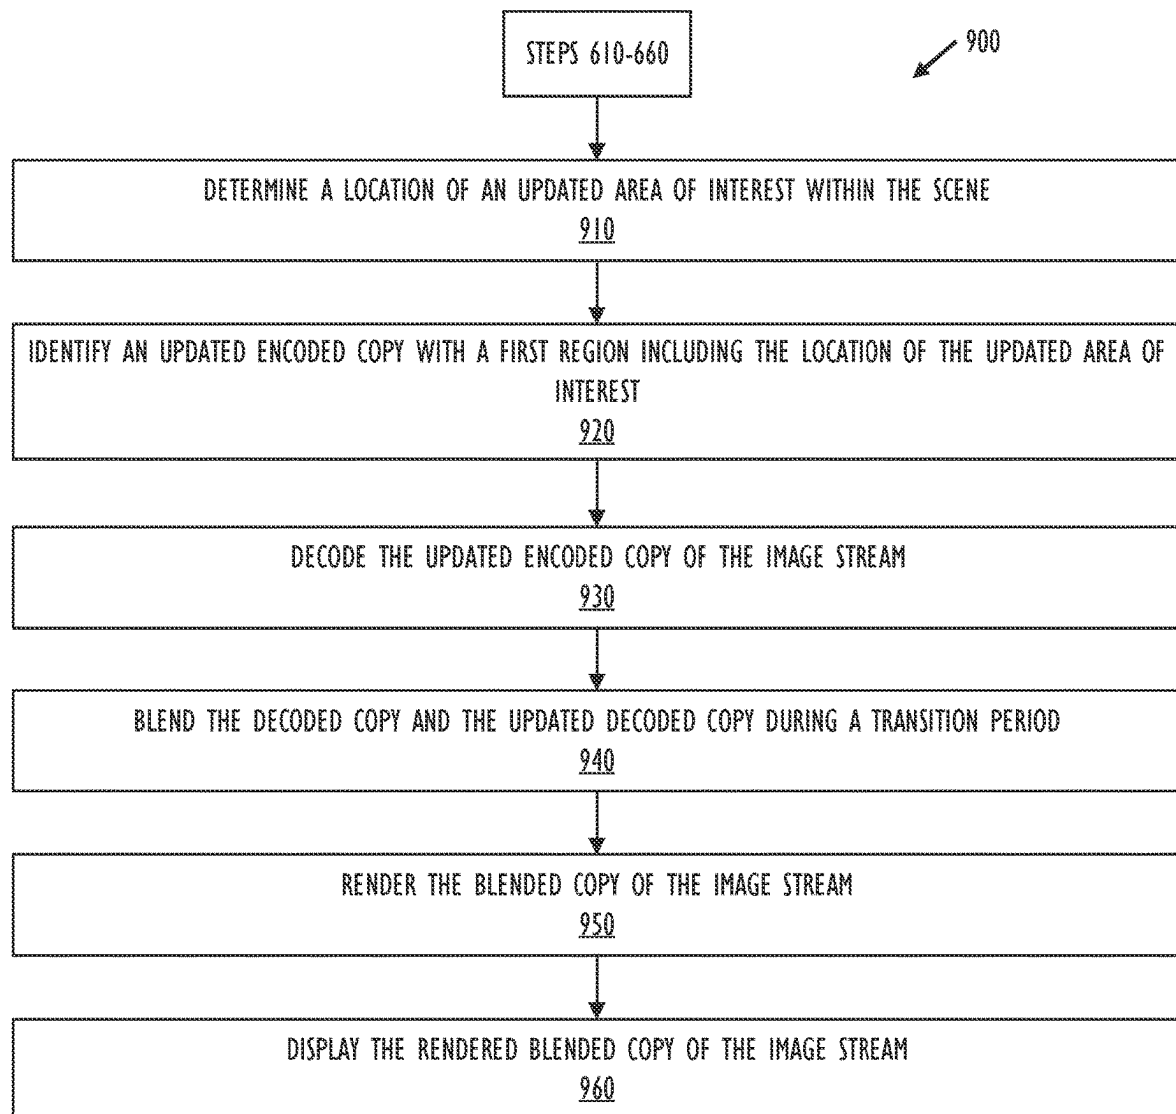 STEPS 610-660
900
DETERMINE A LOCATION OF AN UPDATED AREA OF INTEREST WITHIN THE SCENE
910
IDENTIFY AN UPDATED ENCODED COPY WITH A FIRST REGION INCLUDING THE LOCATION OF THE UPDATED AREA OF
INTEREST
920
DECODE THE UPDATED ENCODED COPY OF THE IMAGE STREAM
930
BLEND THE DECODED COPY AND THE UPDATED DECODED COPY DURING A TRANSITION PERIOD
940
RENDER THE BLENDED COPY OF THE IMAGE STREAM
950
DISPLAY THE RENDERED BLENDED COPY OF THE IMAGE STREAM
960